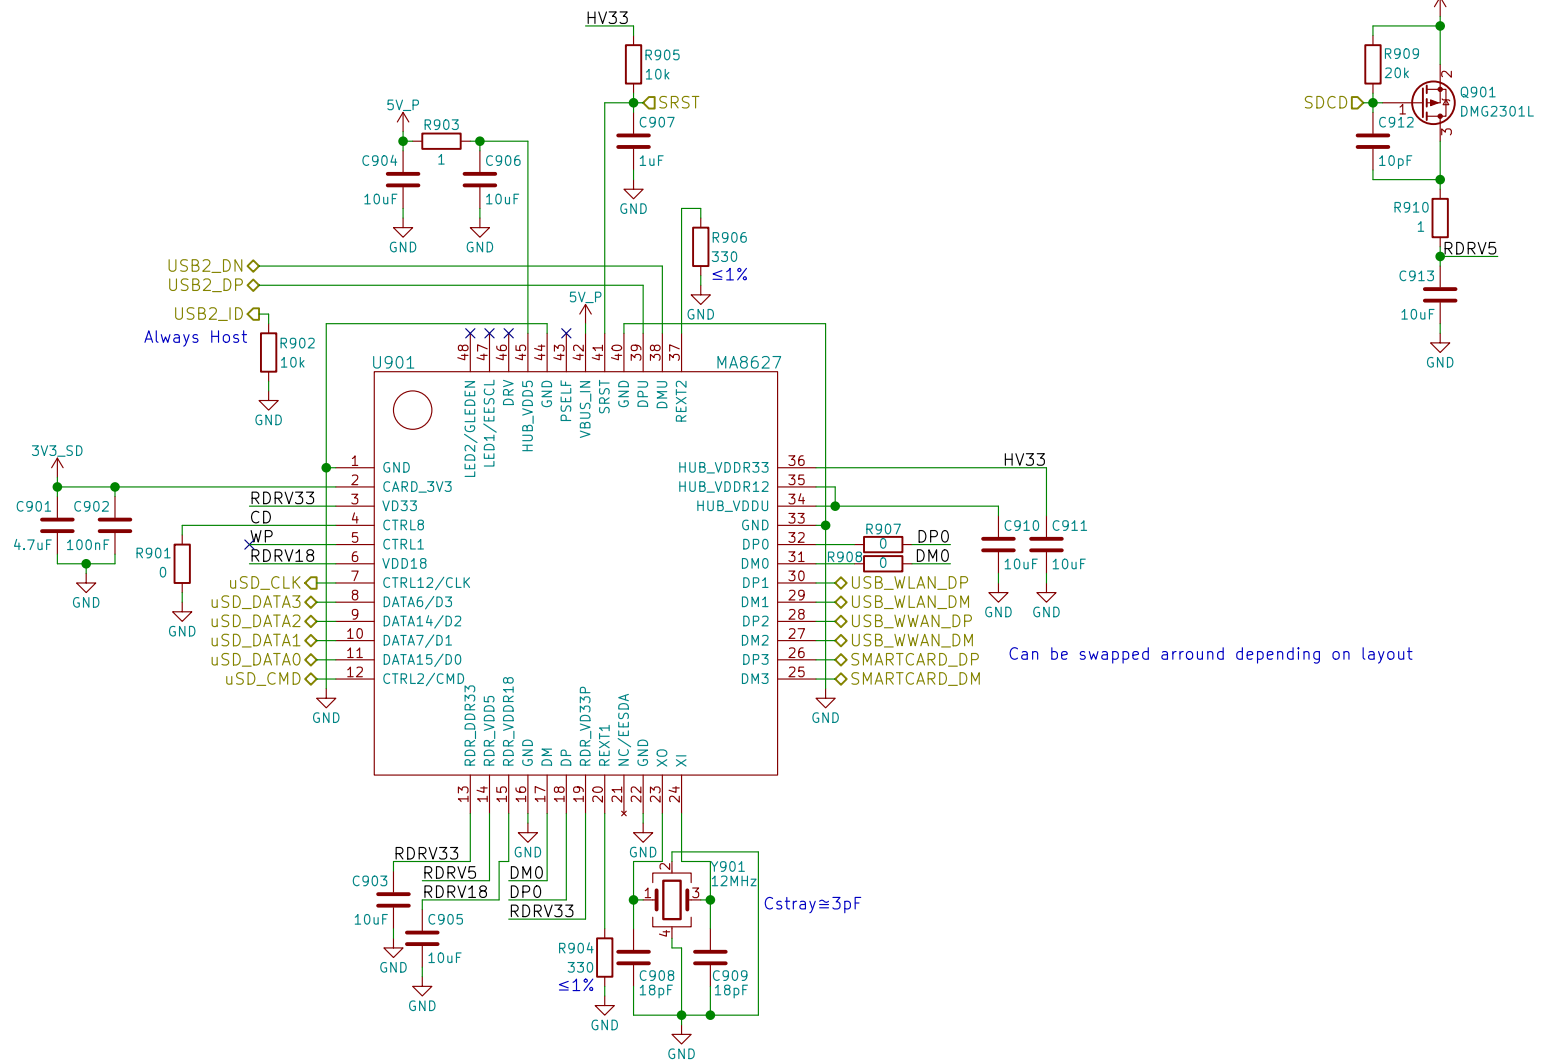 HV33
R905
10k
SRST
C907
1uF
GND
5V_P
R903
1
C904
10uF
GND
C906
10uF
GND
R906
330
≤1%
GND
USB2_DN
USB2_DP
USB2_ID
Always Host
R902
10k
GND
5V_P
R909
20k
SDCD
1
2
3
Q901
DMG2301L
C912
10pF
R910
1
RDRV5
C913
10uF
GND
U901
MA8627
48
47
46
45
44
43
42
41
40
39
38
37
LED2/GLEDEN
LED1/EESCL
DRV
HUB_VDD5
GND
PSELF
VBUS_IN
SRST
GND
DPU
DMU
REXT2
3V3_SD
C901
4.7uF
C902
100nF
GND
R901
0
GND
RDRV33
CD
WP
RDRV18
uSD_CLK
uSD_DATA3
uSD_DATA2
uSD_DATA1
uSD_DATA0
uSD_CMD
GND
1 GND
2 CARD_3V3
3 VD33
4 CTRL8
5 CTRL1
6 VDD18
7 CTRL12/CLK
8 DATA6/D3
9 DATA14/D2
10 DATA7/D1
11 DATA15/D0
12 CTRL2/CMD
HUB_VDDR33 36
HUB_VDDR12 35
HUB_VDDU 34
GND 33
DP0 32
DM0 31
DP1 30
DM1 29
DP2 28
DM2 27
DP3 26
DM3 25
HV33
R907
0
DP0
R908
0
DM0
C910
10uF
GND
C911
10uF
GND
USB_WLAN_DP
USB_WLAN_DM
USB_WWAN_DP
USB_WWAN_DM
SMARTCARD_DP
SMARTCARD_DM
GND
Can be swapped arround depending on layout
RDR_DDR33
RDR_VDD5
RDR_VDDR18
GND
DM
DP
RDR_VD33P
REXT1
NC/EESDA
GND
XO
XI
13
14
15
16
17
18
19
20
21
22
23
24
GND
GND
RDRV33
RDRV5
RDRV18
DM0
DP0
RDRV33
C903
10uF
GND
C905
10uF
GND
R904
330
≤1%
GND
Y901
12MHz
1
2
3
4
Cstray≅3pF
C908
18pF
C909
18pF
GND